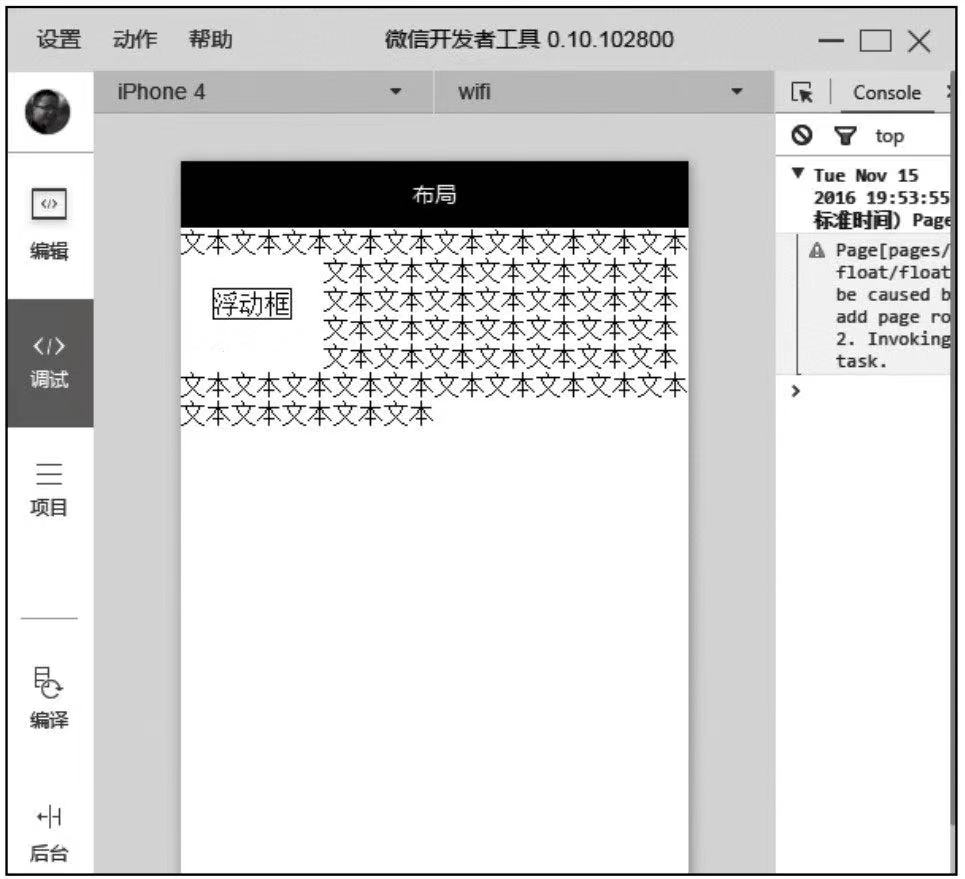 设置 动作 帮助 微信开发者工具 0.10.102800
iPhone 4 wifi
Console
top
编辑
调试
项目
编译
后台
布局
文本文本文本文本文本文本文本文本文本文本
文本文本文本文本文本文本文本
浮动框
文本文本文本文本文本文本文本
文本文本文本文本文本文本文本
文本文本文本文本文本文本文本
文本文本文本文本文本文本文本文本文本文本
文本文本文本文本文本
Tue Nov 15
2016 19:53:55
标准时间) Page
Page[pages/
float/float
be caused b
add page ro
2. Invoking
task.